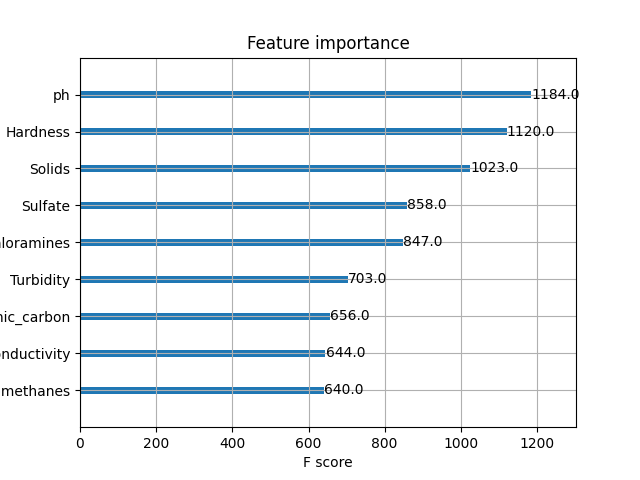 Feature importance
ph 1184.0
Hardness 1120.0
Solids 1023.0
Sulfate 858.0
loramines 847.0
Turbidity 703.0
nic_carbon 656.0
onductivity 644.0
methanes 640.0
0 200 400 600 800 1000 1200
F score